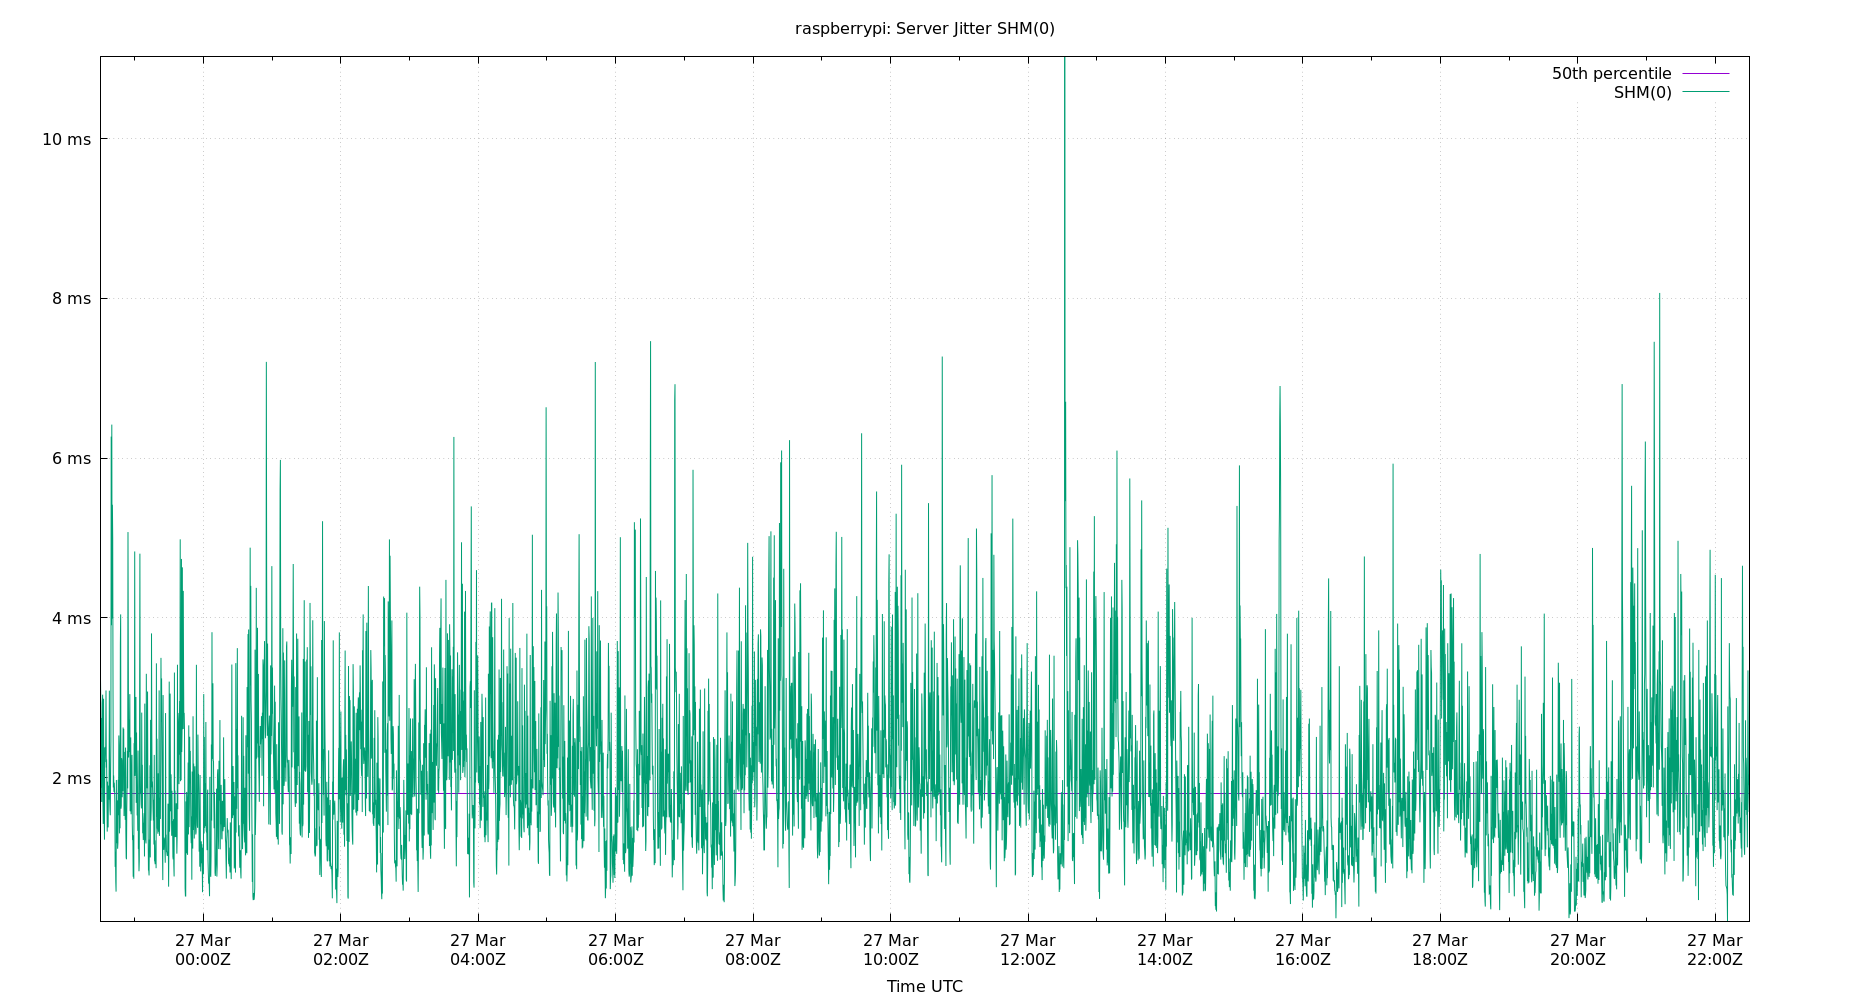 raspberrypi: Server Jitter SHM(0)
50th percentile
SHM(0)
10 ms
8 ms
6 ms
4 ms
2 ms
27 Mar 27 Mar 27 Mar 27 Mar 27 Mar 27 Mar 27 Mar 27 Mar 27 Mar 27 Mar 27 Mar 27 Mar
00:00Z 02:00Z 04:00Z 06:00Z 08:00Z 10:00Z 12:00Z 14:00Z 16:00Z 18:00Z 20:00Z 22:00Z
Time UTC